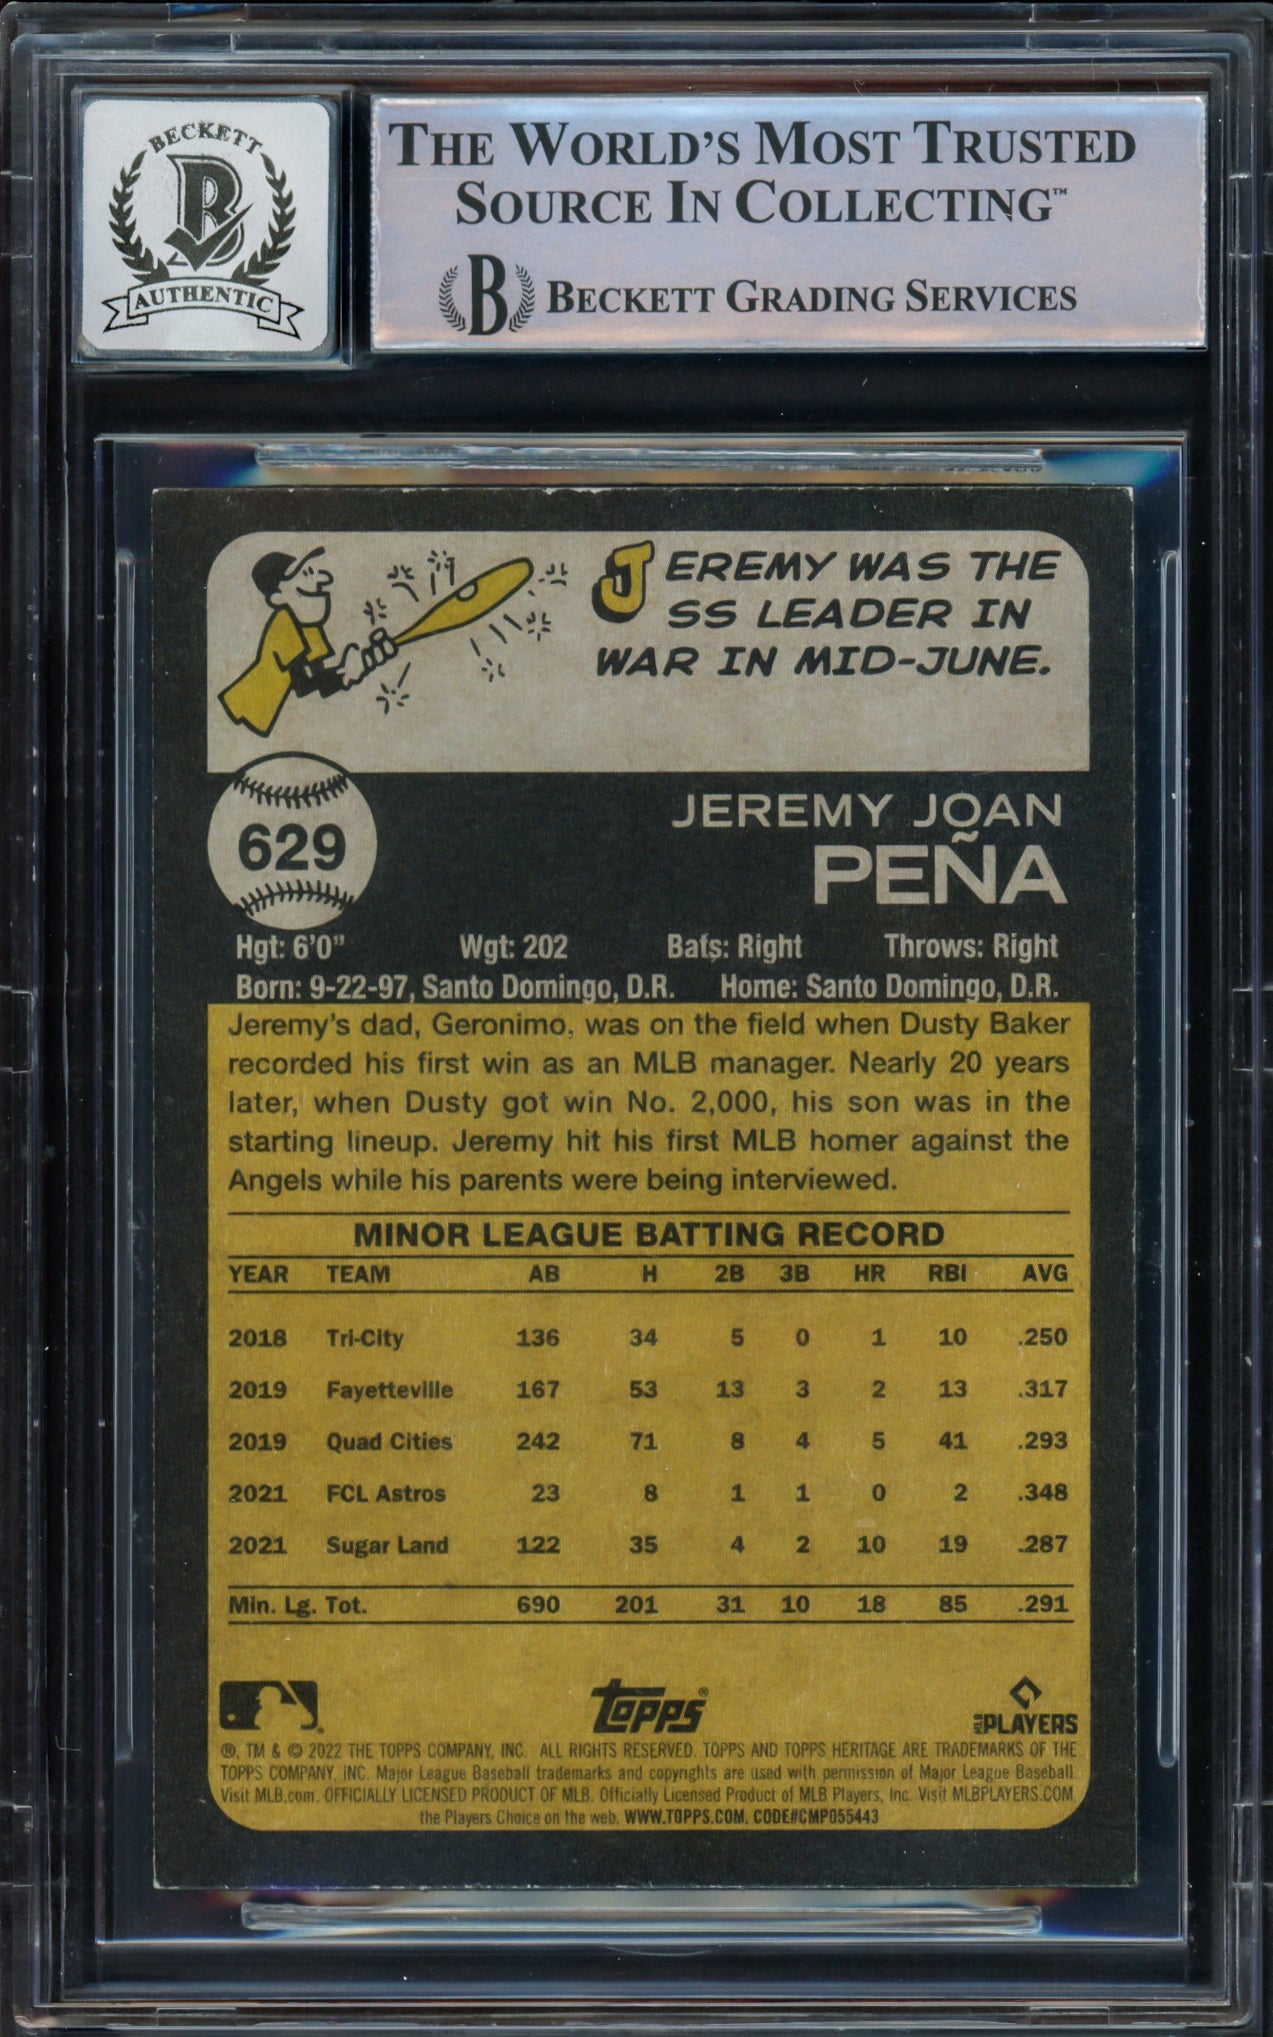 BECKETT
AUTHENTIC
THE WORLD'S MOST TRUSTED
SOURCE IN COLLECTING™
B BECKETT GRADING SERVICES
JEREMY WAS THE
SS LEADER IN
WAR IN MID-JUNE.
629
JEREMY JOAN
PEÑA
Hgt: 6'0" Wgt: 202 Bats: Right Throws: Right
Born: 9-22-97, Santo Domingo, D.R. Home: Santo Domingo, D.R.
Jeremy's dad, Geronimo, was on the field when Dusty Baker
recorded his first win as an MLB manager. Nearly 20 years
later, when Dusty got win No. 2,000, his son was in the
starting lineup. Jeremy hit his first MLB homer against the
Angels while his parents were being interviewed.
MINOR LEAGUE BATTING RECORD
YEAR TEAM AB H 2B 3B HR RBI AVG
2018 Tri-City 136 34 5 0 1 10 .250
2019 Fayetteville 167 53 13 3 2 13 .317
2019 Quad Cities 242 71 8 4 5 41 .293
2021 FCL Astros 23 8 1 1 0 2 .348
2021 Sugar Land 122 35 4 2 10 19 .287
Min. Lg. Tot. 690 201 31 10 18 85 .291
topps® MLB PLAYERS
®, TM & © 2022 THE TOPPS COMPANY, INC. ALL RIGHTS RESERVED. TOPPS AND TOPPS HERITAGE ARE TRADEMARKS OF THE
TOPPS COMPANY, INC. Major League Baseball trademarks and copyrights are used with permission of Major League Baseball.
Visit MLB.com. OFFICIALLY LICENSED PRODUCT OF MLB. Officially Licensed Product of MLB Players, Inc. Visit MLBPLAYERS.COM,
the Players Choice on the web. WWW.TOPPS.COM. CODE#CMP055443